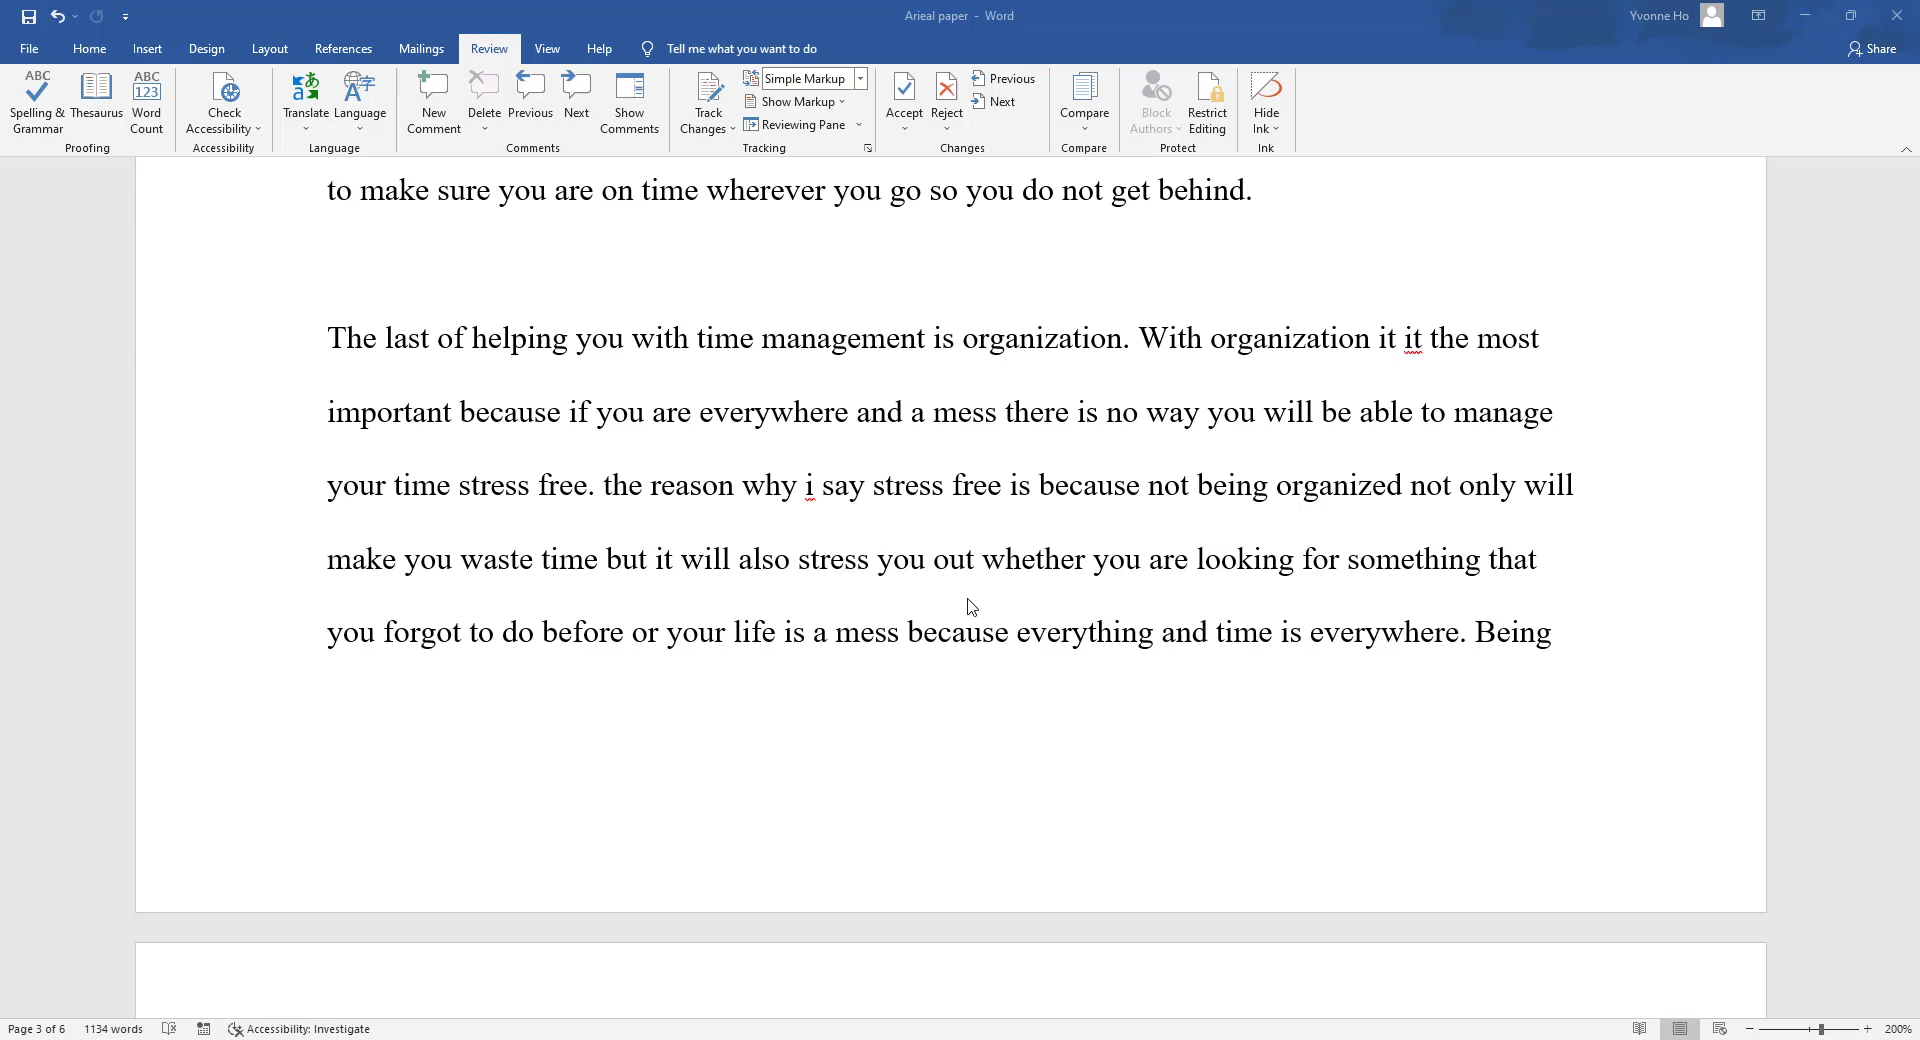 Arieal paper - Word
Yvonne Ho
File Home Insert Design Layout References Mailings Review View Help Tell me what you want to do Share
ABC
Spelling & Grammar
Thesaurus
ABC 123
Word Count
Proofing
Check Accessibility
Accessibility
Translate
Language
Language
New Comment
Delete
Previous
Next
Show Comments
Comments
Track Changes
Simple Markup
Show Markup
Reviewing Pane
Tracking
Accept
Reject
Previous
Next
Changes
Compare
Compare
Block Authors
Restrict Editing
Protect
Hide Ink
Ink
to make sure you are on time wherever you go so you do not get behind.
The last of helping you with time management is organization. With organization it it the most
important because if you are everywhere and a mess there is no way you will be able to manage
your time stress free. the reason why i say stress free is because not being organized not only will
make you waste time but it will also stress you out whether you are looking for something that
you forgot to do before or your life is a mess because everything and time is everywhere. Being
Page 3 of 6 1134 words Accessibility: Investigate 200%